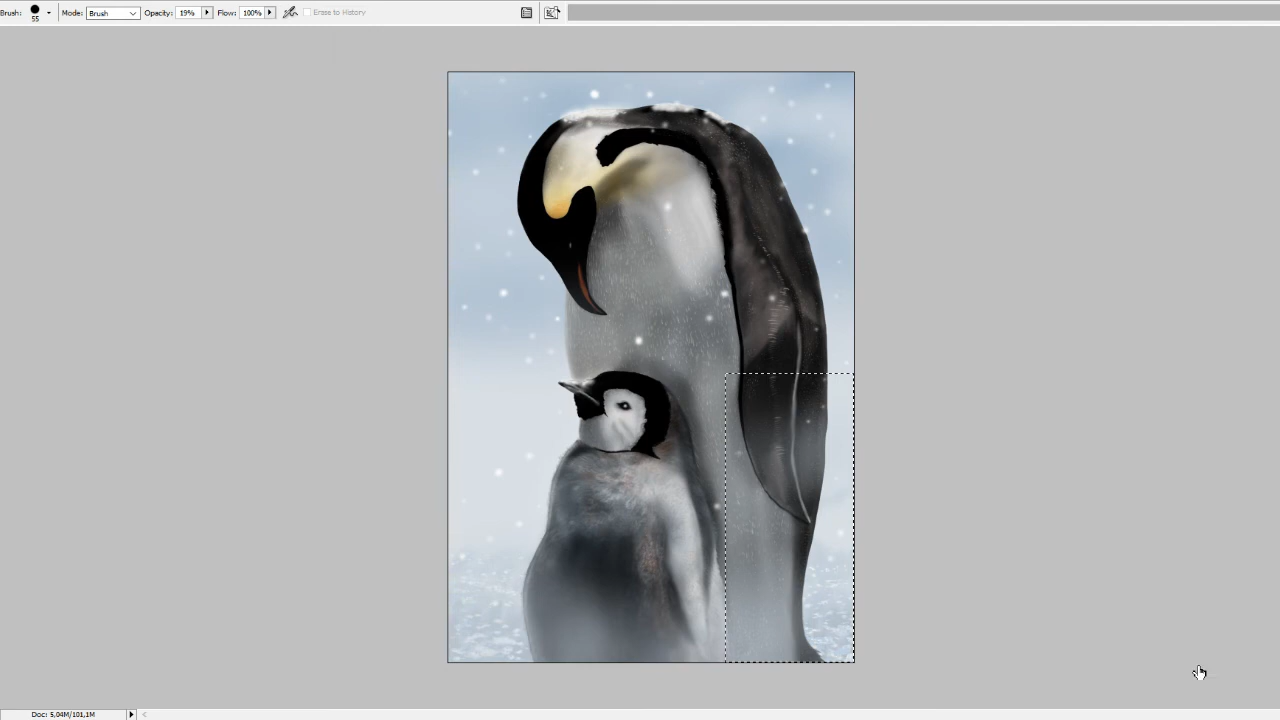 Brush: 55 Mode: Brush Opacity: 19% Flow: 100% Erase to History
Doc: 5,04M/101,1M